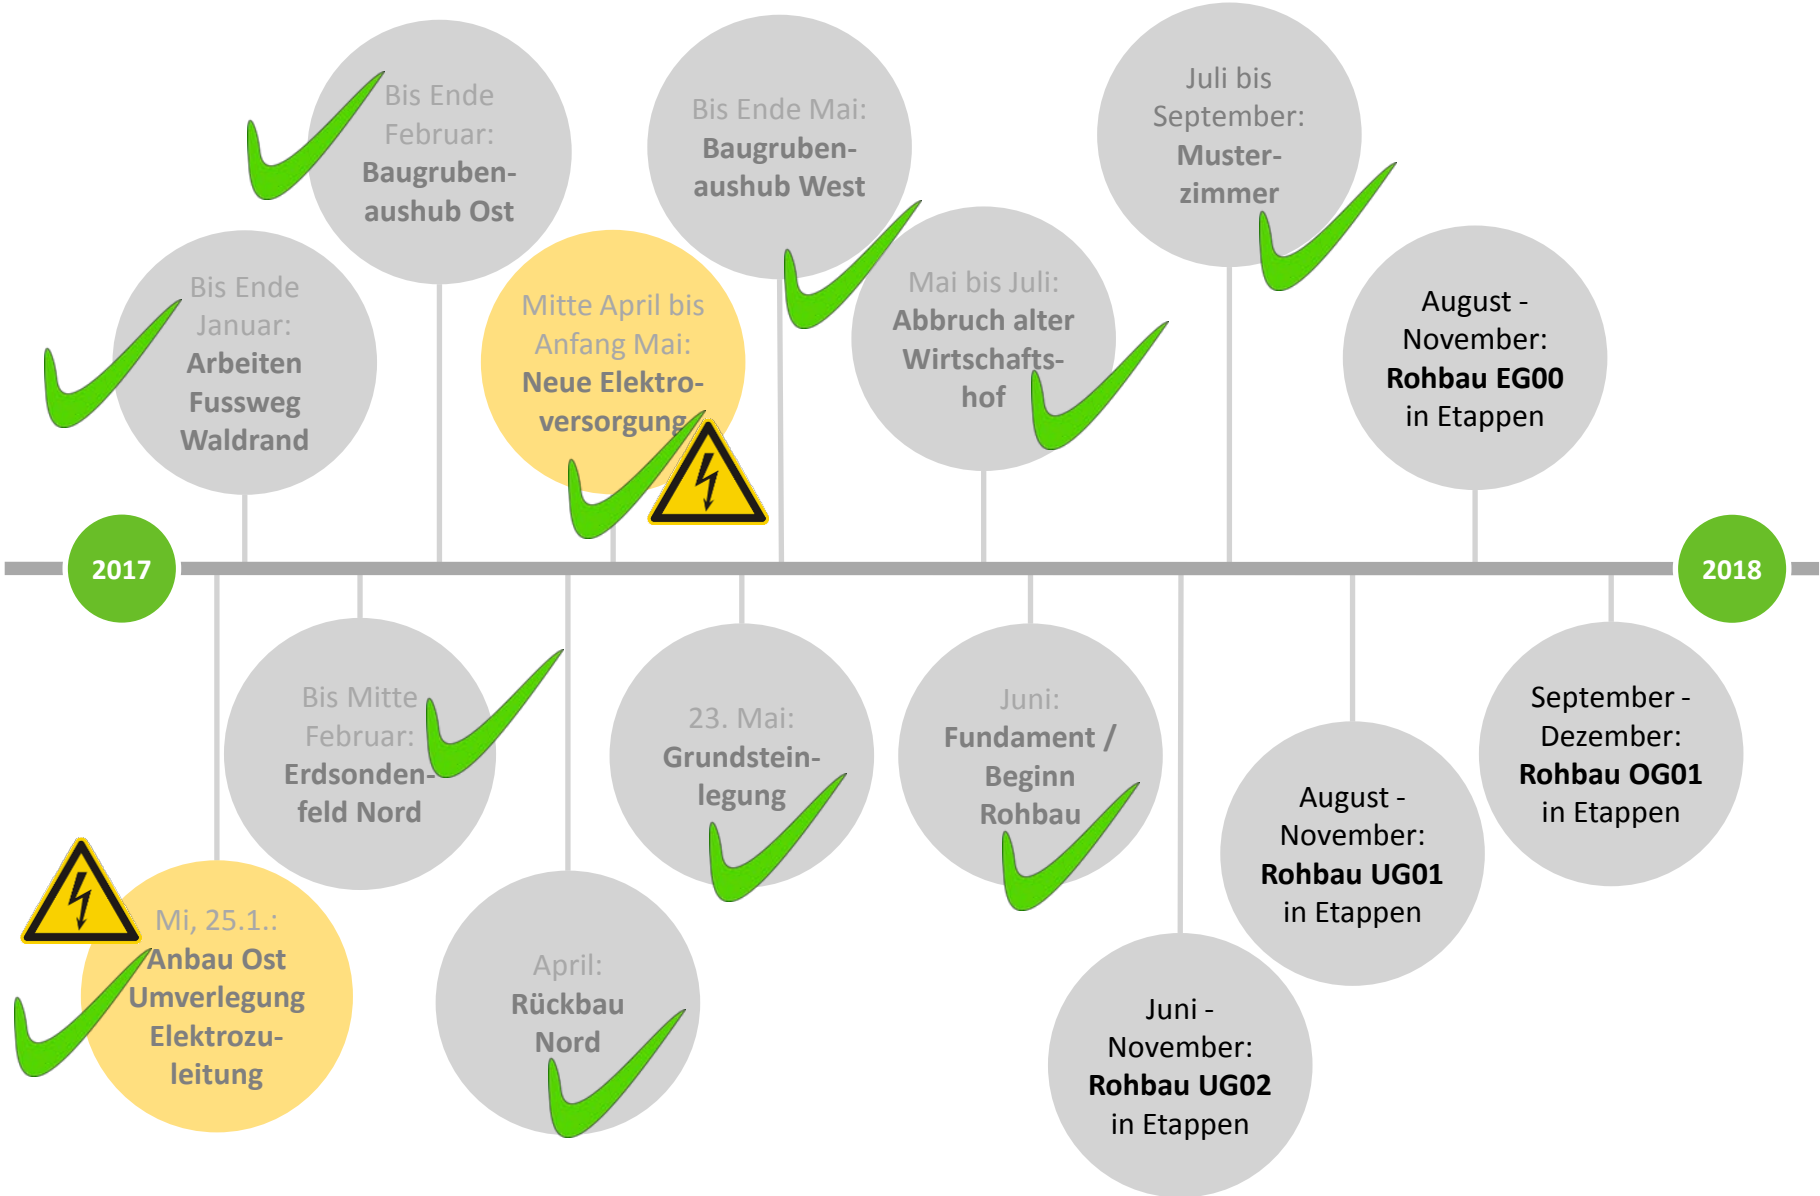 Bis Ende
Februar:
Baugruben-
aushub Ost
Bis Ende Mai:
Baugruben-
aushub West
Juli bis
September:
Muster-
zimmer
Bis Ende
Januar:
Arbeiten
Fussweg
Waldrand
Mitte April bis
Anfang Mai:
Neue Elektro-
versorgung
Mai bis Juli:
Abbruch alter
Wirtschafts-
hof
August -
November:
Rohbau EG00
in Etappen
2017
2018
Bis Mitte
Februar:
Erdsonden-
feld Nord
23. Mai:
Grundstein-
legung
Juni:
Fundament /
Beginn
Rohbau
September -
Dezember:
Rohbau OG01
in Etappen
August -
November:
Rohbau UG01
in Etappen
Mi, 25.1.:
Anbau Ost
Umverlegung
Elektrozu-
leitung
April:
Rückbau
Nord
Juni -
November:
Rohbau UG02
in Etappen